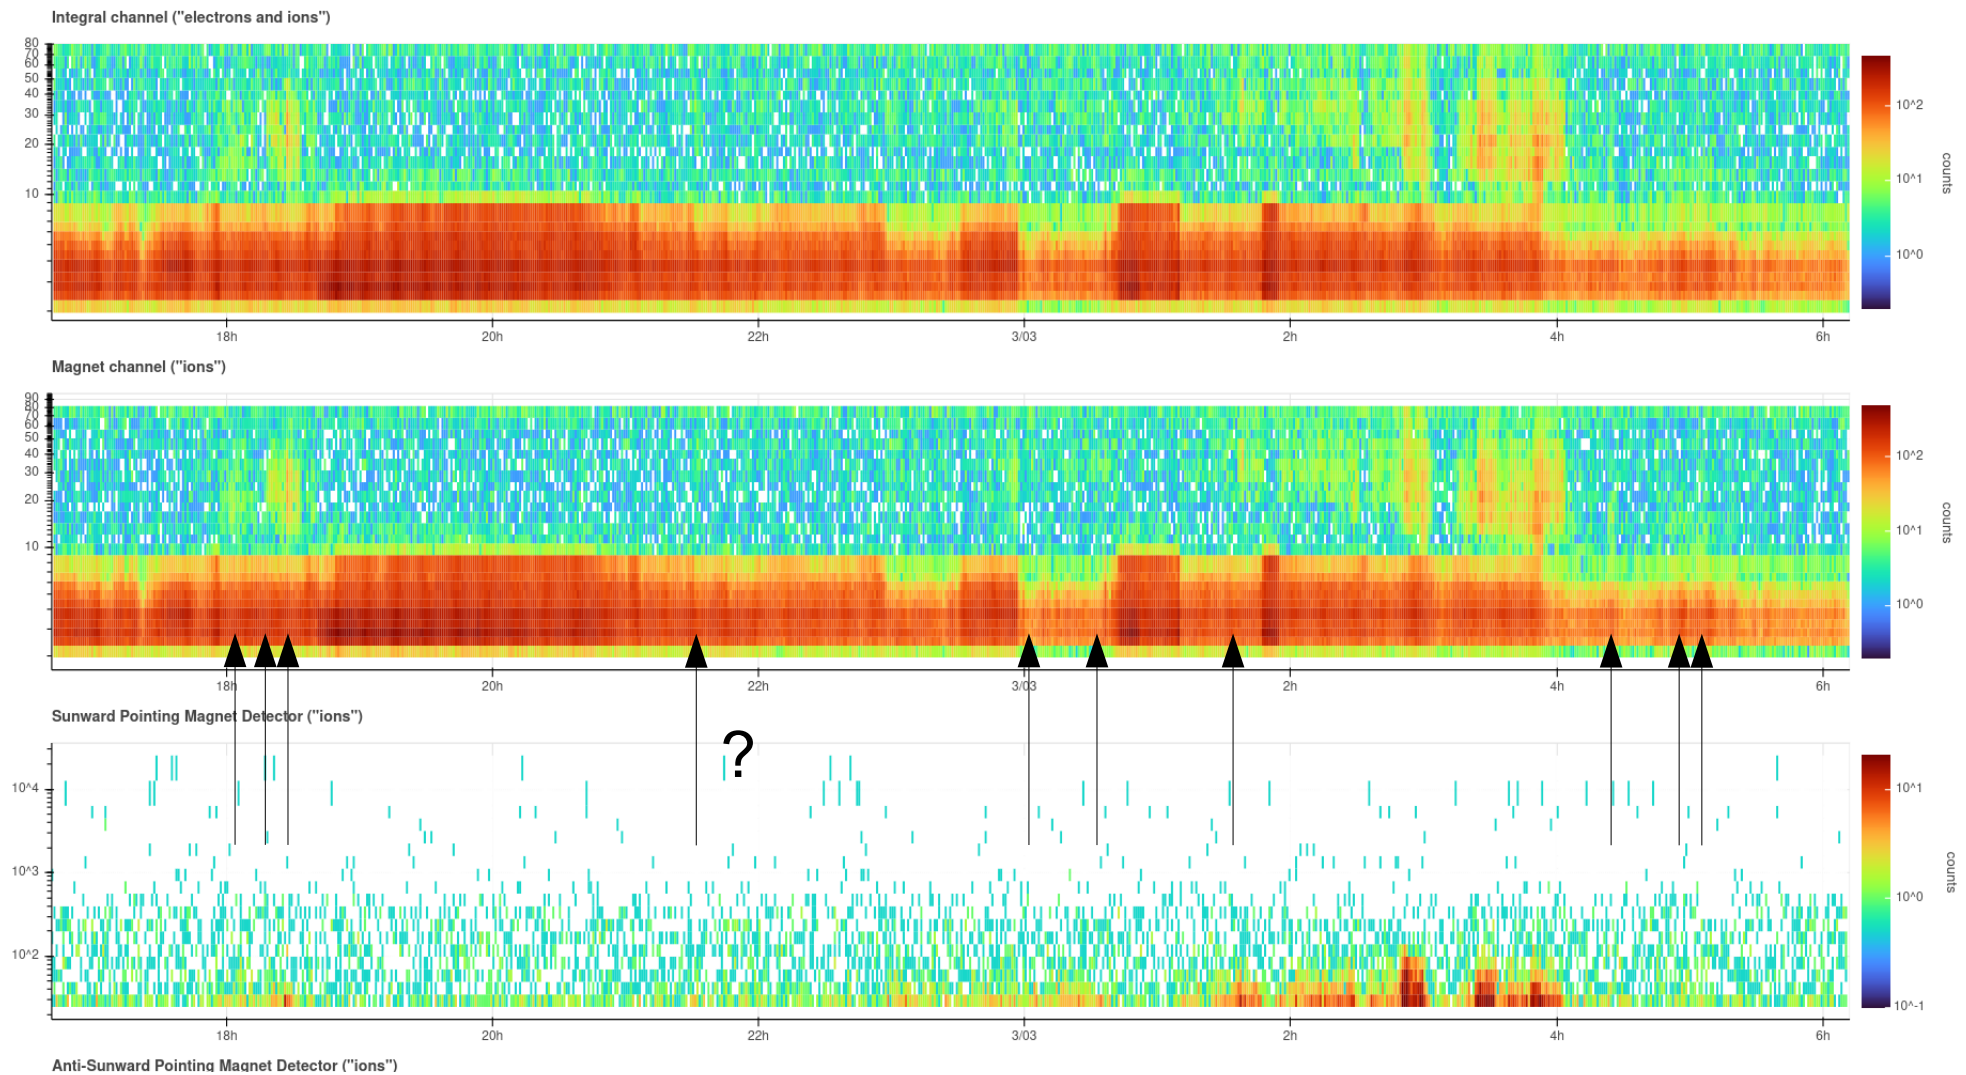 Integral channel ("electrons and ions")
80
70
60
50
40
30
20
10
18h
20h
22h
3/03
2h
4h
6h
10^2
10^1
10^0
counts
Magnet channel ("ions")
90
80
70
60
50
40
30
20
10
18h
20h
22h
3/03
2h
4h
6h
10^2
10^1
10^0
counts
Sunward Pointing Magnet Detector ("ions")
?
10^4
10^3
10^2
18h
20h
22h
3/03
2h
4h
6h
10^1
10^0
10^-1
counts
Anti-Sunward Pointing Magnet Detector ("ions")